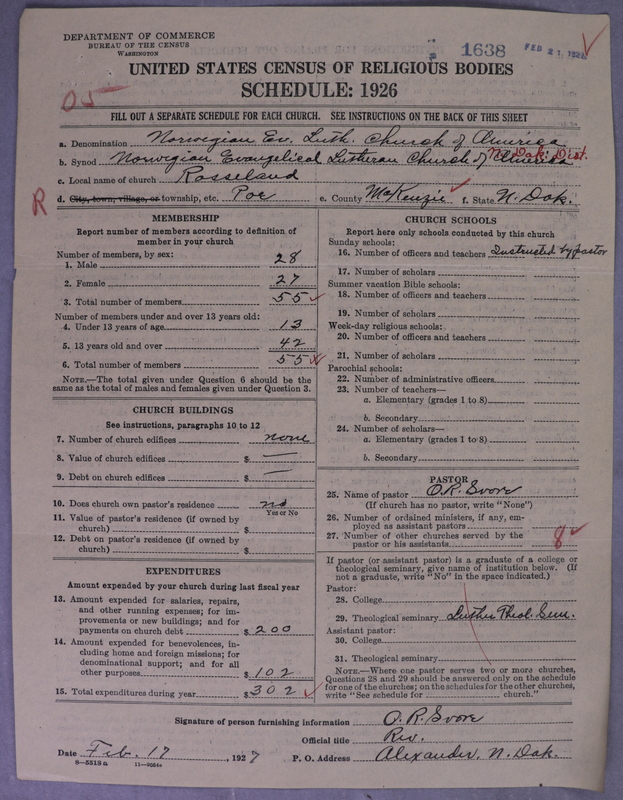 DEPARTMENT OF COMMERCE
BUREAU OF THE CENSUS
WASHINGTON
1638
FEB 21 1928
UNITED STATES CENSUS OF RELIGIOUS BODIES
SCHEDULE: 1926
05-
FILL OUT A SEPARATE SCHEDULE FOR EACH CHURCH. SEE INSTRUCTIONS ON THE BACK OF THIS SHEET
a. Denomination Norwegian Ev. Luth. Church of America
b. Synod Norwegian Evangelical Lutheran Church of America No. Dak. Dist.
c. Local name of church Rosseland
R
d. City, town, village, or township, etc. Poe e. County McKenzie f. State N. Dak.
MEMBERSHIP
Report number of members according to definition of member in your church
Number of members, by sex:
1. Male 28
2. Female 27
3. Total number of members 55
Number of members under and over 13 years old:
4. Under 13 years of age 13
5. 13 years old and over 42
6. Total number of members 55
NOTE.—The total given under Question 6 should be the
same as the total of males and females given under Question 3.
CHURCH BUILDINGS
See instructions, paragraphs 10 to 12
7. Number of church edifices none
8. Value of church edifices $ —
9. Debt on church edifices $ —
10. Does church own pastor's residence no
Yes or No
11. Value of pastor's residence (if owned by
church) $
12. Debt on pastor's residence (if owned by
church) $
EXPENDITURES
Amount expended by your church during last fiscal year
13. Amount expended for salaries, repairs,
and other running expenses; for im-
provements or new buildings; and for
payments on church debt $ 200
14. Amount expended for benevolences, in-
cluding home and foreign missions; for
denominational support; and for all
other purposes $ 102
15. Total expenditures during year $ 302
CHURCH SCHOOLS
Report here only schools conducted by this church
Sunday schools:
16. Number of officers and teachers Instructed by pastor
17. Number of scholars
Summer vacation Bible schools:
18. Number of officers and teachers
19. Number of scholars
Week-day religious schools:
20. Number of officers and teachers
21. Number of scholars
Parochial schools:
22. Number of administrative officers
23. Number of teachers—
a. Elementary (grades 1 to 8)
b. Secondary
24. Number of scholars—
a. Elementary (grades 1 to 8)
b. Secondary
PASTOR
25. Name of pastor O. R. Svore
(If church has no pastor, write "None")
26. Number of ordained ministers, if any, em-
ployed as assistant pastors
27. Number of other churches served by the
pastor or his assistants 8
If pastor (or assistant pastor) is a graduate of a college or
theological seminary, give name of institution below. (If
not a graduate, write "No" in the space indicated.)
Pastor:
28. College
29. Theological seminary Luther Theol. Sem.
Assistant pastor:
30. College
31. Theological seminary
NOTE.—Where one pastor serves two or more churches,
Questions 28 and 29 should be answered only on the schedule
for one of the churches; on the schedules for the other churches,
write "See schedule for church."
Signature of person furnishing information O. R. Svore
Official title Rev.
Date Feb. 17, 1927 P. O. Address Alexander, N. Dak.
8—5518 a